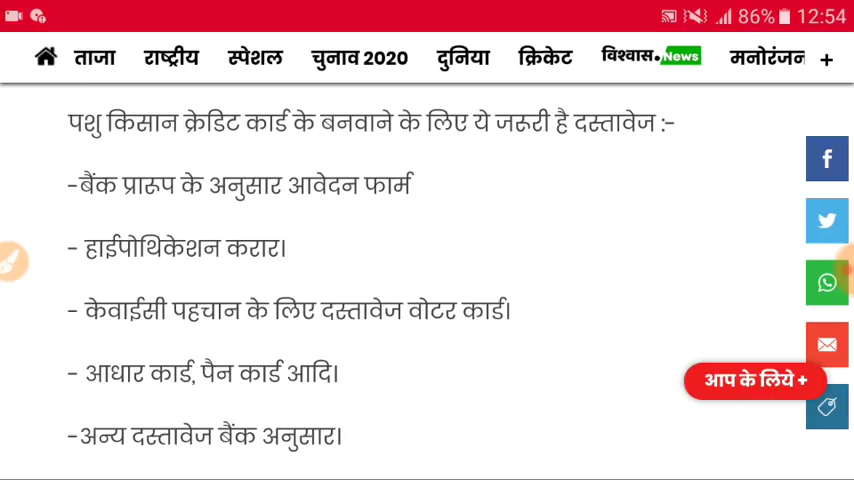 86% 12:54
ताजा राष्ट्रीय स्पेशल चुनाव 2020 दुनिया क्रिकेट विश्वास.News मनोरंजन +
पशु किसान क्रेडिट कार्ड के बनवाने के लिए ये जरूरी है दस्तावेज :-
-बैंक प्रारूप के अनुसार आवेदन फार्म
- हाईपोथिकेशन करार।
- केवाईसी पहचान के लिए दस्तावेज वोटर कार्ड।
- आधार कार्ड, पैन कार्ड आदि।
आप के लिये +
-अन्य दस्तावेज बैंक अनुसार।